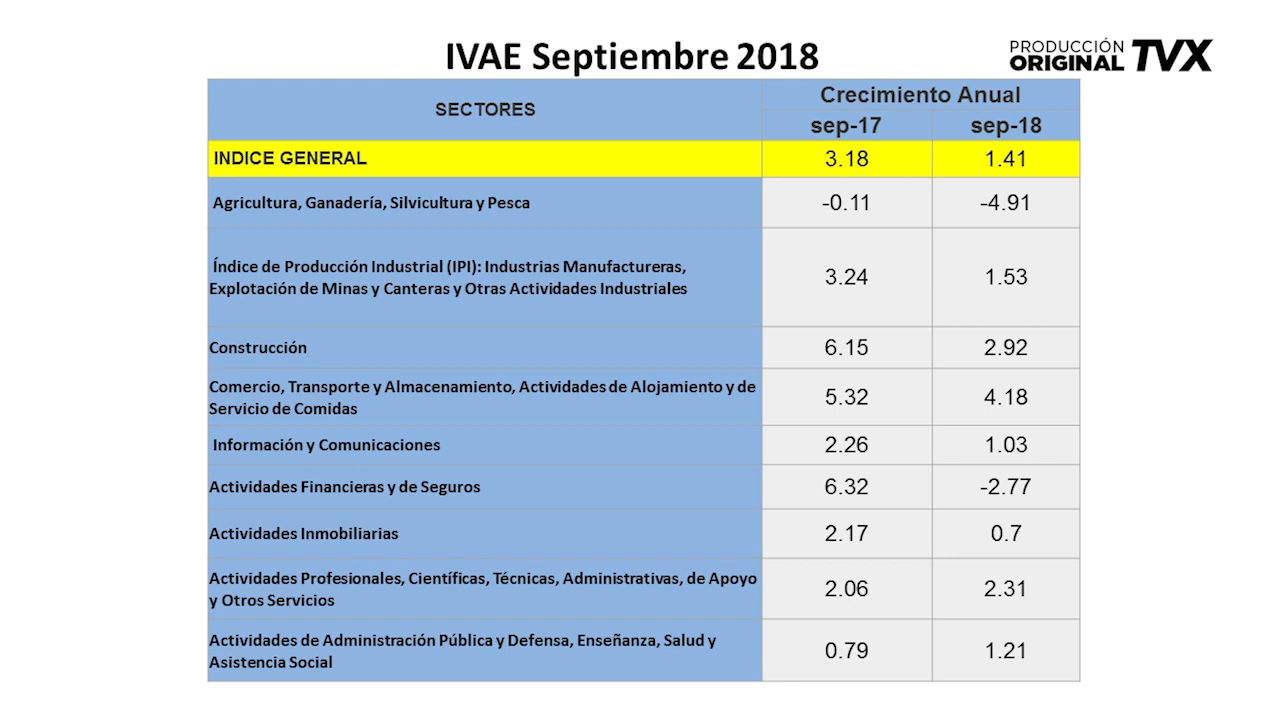 IVAE Septiembre 2018
PRODUCCIÓN
ORIGINAL TVX
SECTORES
Crecimiento Anual
sep-17 sep-18
INDICE GENERAL 3.18 1.41
Agricultura, Ganadería, Silvicultura y Pesca -0.11 -4.91
Índice de Producción Industrial (IPI): Industrias Manufactureras,
Explotación de Minas y Canteras y Otras Actividades Industriales
3.24 1.53
Construcción 6.15 2.92
Comercio, Transporte y Almacenamiento, Actividades de Alojamiento y de
Servicio de Comidas
5.32 4.18
Información y Comunicaciones 2.26 1.03
Actividades Financieras y de Seguros 6.32 -2.77
Actividades Inmobiliarias 2.17 0.7
Actividades Profesionales, Científicas, Técnicas, Administrativas, de Apoyo
y Otros Servicios
2.06 2.31
Actividades de Administración Pública y Defensa, Enseñanza, Salud y
Asistencia Social
0.79 1.21